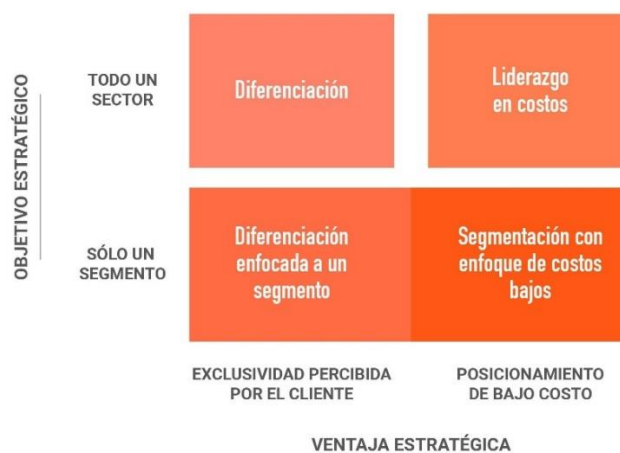 OBJETIVO ESTRATÉGICO
TODO UN
SECTOR
Diferenciación
Liderazgo
en costos
SÓLO UN
SEGMENTO
Diferenciación
enfocada a un
segmento
Segmentación con
enfoque de costos
bajos
EXCLUSIVIDAD PERCIBIDA
POR EL CLIENTE
POSICIONAMIENTO
DE BAJO COSTO
VENTAJA ESTRATÉGICA